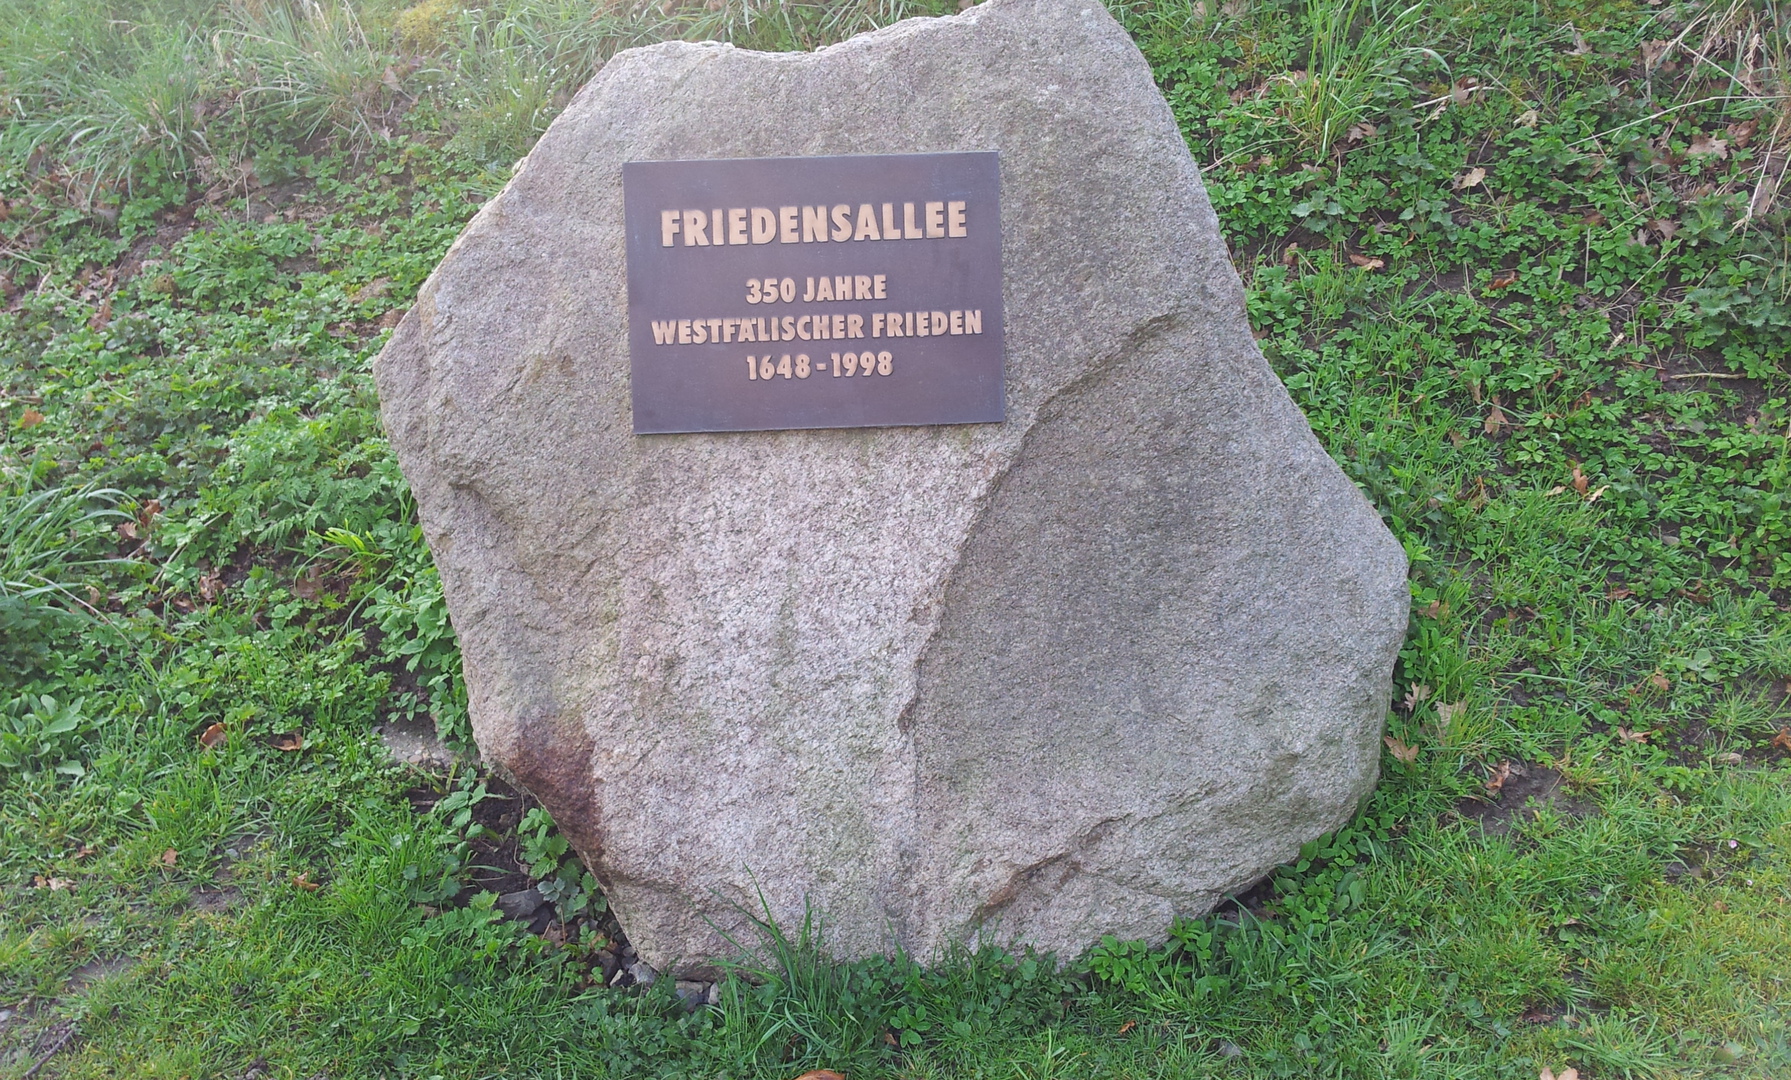 FRIEDENSALLEE
350 JAHRE
WESTFÄLISCHER FRIEDEN
1648-1998